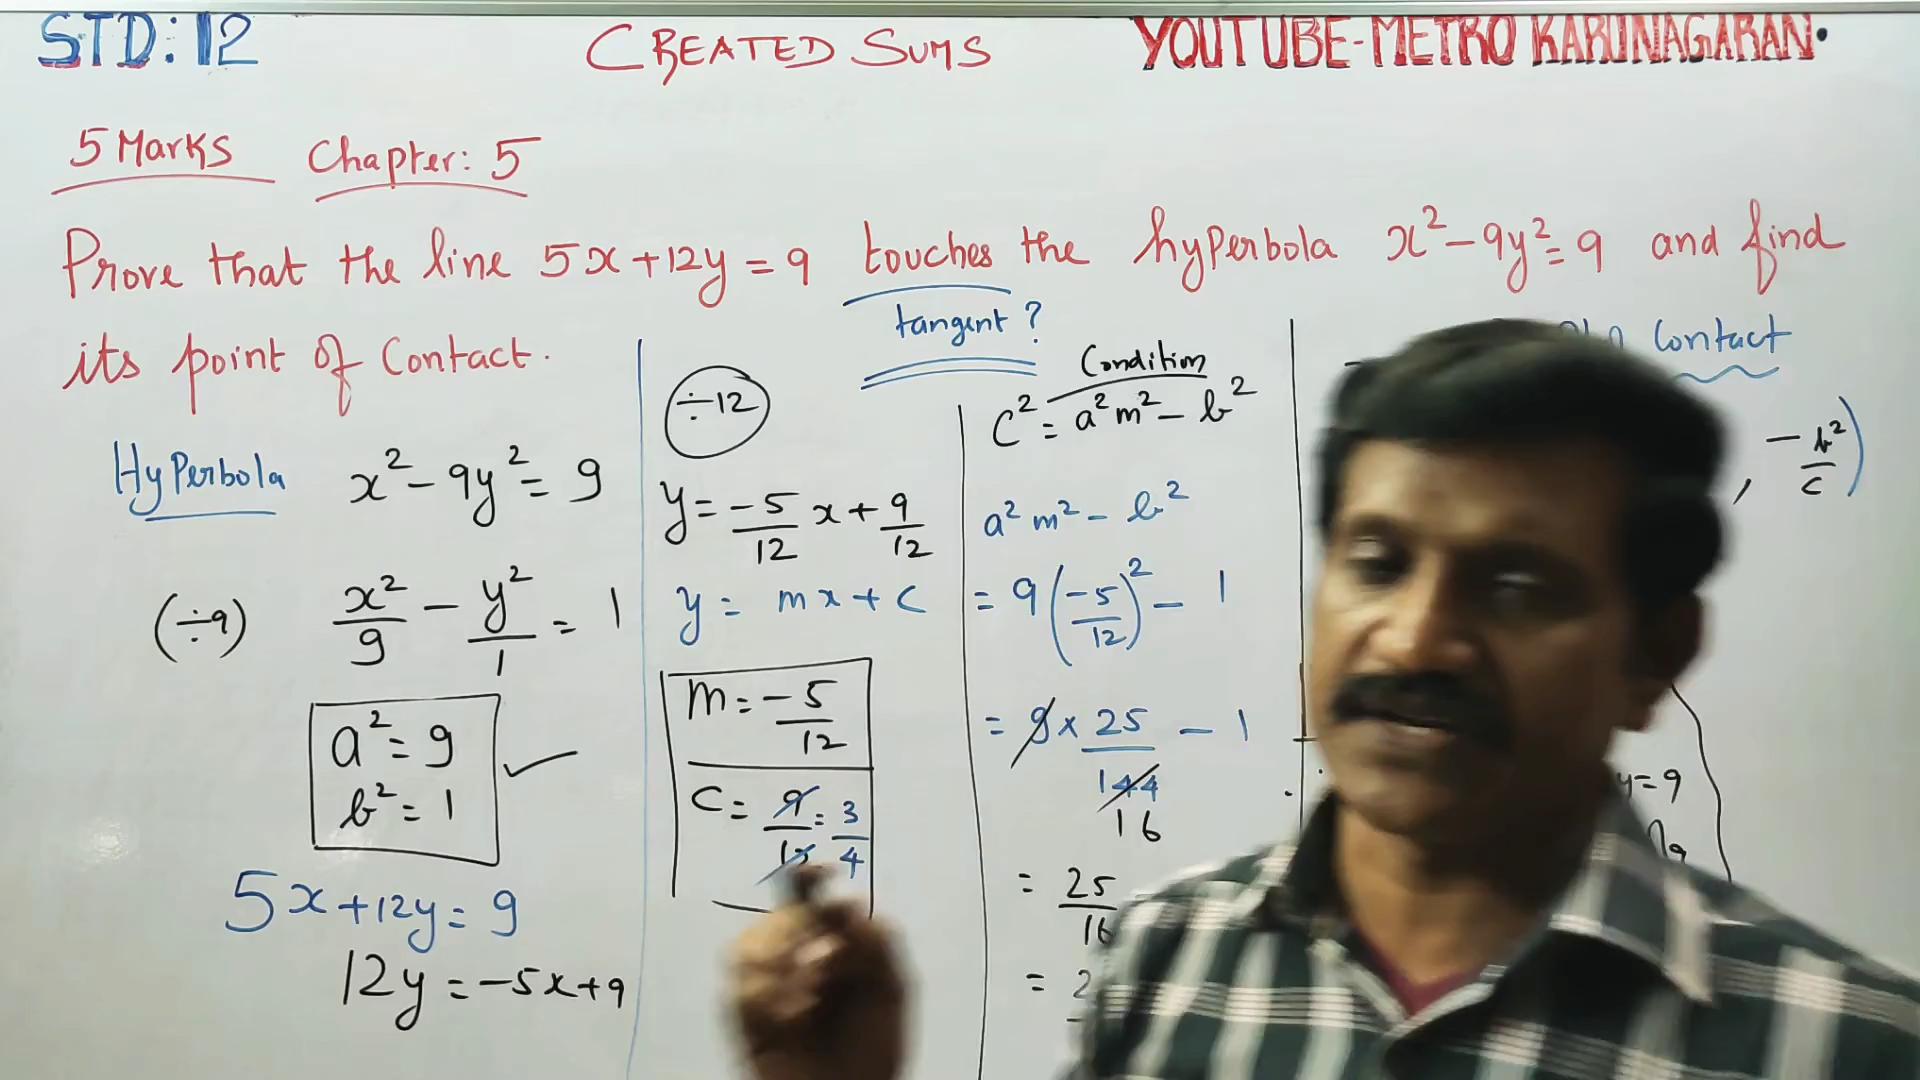 STD: 12 CREATED SUMS YOUTUBE-METRO KARUNAGARAN.
5 Marks Chapter: 5
Prove that the line 5x+12y=9 touches the hyperbola x²-9y²=9 and find
its point of Contact.
tangent ?
Hyperbola x²-9y²=9
(÷9) x²/9 - y²/1 = 1
a²=9
b²=1
5x+12y=9
12y=-5x+9
÷12
y=-5/12 x+9/12
y= mx+c
m=-5/12
c=9/12=3/4
Condition
c²=a²m²-b²
a²m²-b²
=9(-5/12)²-1
=9×25/144-1
16
=25/16
= 2
Contact
, -b²/c)
y=9